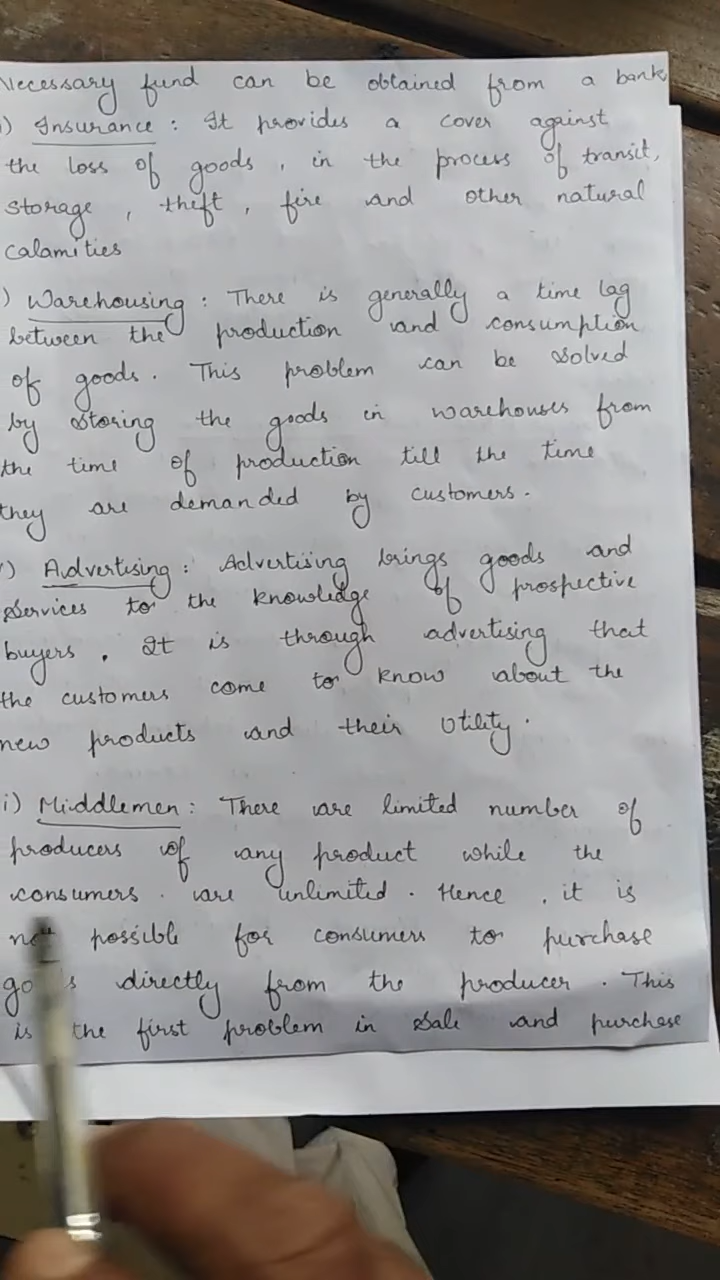 Necessary fund can be obtained from a bank
) Insurance : It provides a cover against
the loss of goods , in the process of transit,
storage , theft , fire and other natural
calamities
) Warehousing : There is generally a time lag
between the production and consumption
of goods . This problem can be solved
by storing the goods in warehouses from
the time of production till the time
they are demanded by customers .
) Advertising : Advertising brings goods and
services to the knowledge of prospective
buyers . It is through advertising that
the customers come to know about the
new products and their utility .
i) Middlemen : There are limited number of
producers of any product while the
consumers . are unlimited . Hence , it is
not possible for consumers to purchase
goods directly from the producer . This
is the first problem in sale and purchase